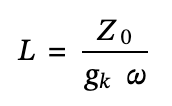 L = Z₀ / gₖ ω